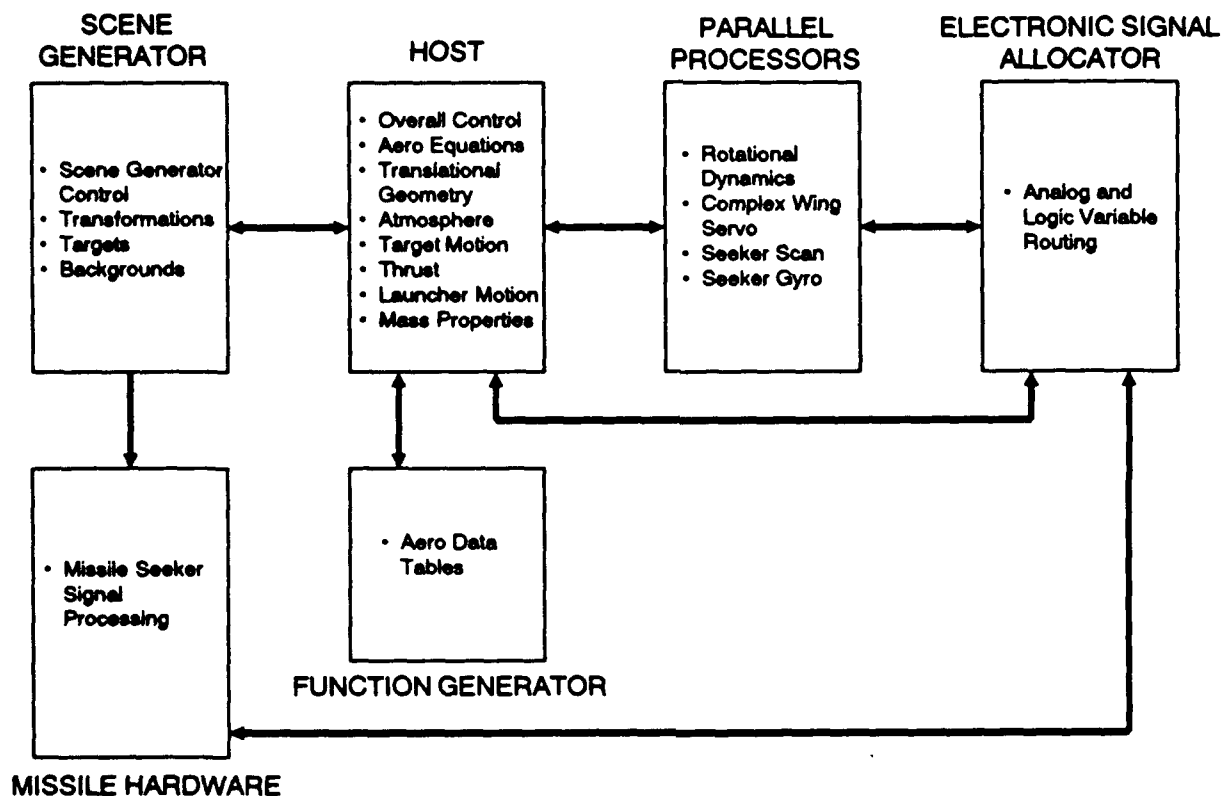 SCENE
GENERATOR
• Scene Generator
Control
• Transformations
• Targets
• Backgrounds
HOST
• Overall Control
• Aero Equations
• Translational
Geometry
• Atmosphere
• Target Motion
• Thrust
• Launcher Motion
• Mass Properties
PARALLEL
PROCESSORS
• Rotational
Dynamics
• Complex Wing
Servo
• Seeker Scan
• Seeker Gyro
ELECTRONIC SIGNAL
ALLOCATOR
• Analog and
Logic Variable
Routing
• Missile Seeker
Signal
Processing
MISSILE HARDWARE
• Aero Data
Tables
FUNCTION GENERATOR